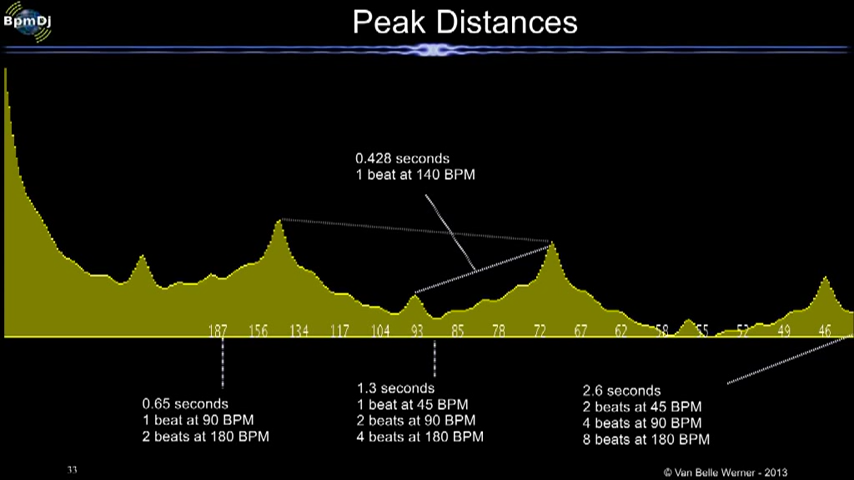 BpmDj
Peak Distances
0.428 seconds
1 beat at 140 BPM
187 156 134 117 104 93 85 78 72 67 62 58 55 52 49 46
0.65 seconds
1 beat at 90 BPM
2 beats at 180 BPM
1.3 seconds
1 beat at 45 BPM
2 beats at 90 BPM
4 beats at 180 BPM
2.6 seconds
2 beats at 45 BPM
4 beats at 90 BPM
8 beats at 180 BPM
33
© Van Belle Werner - 2013